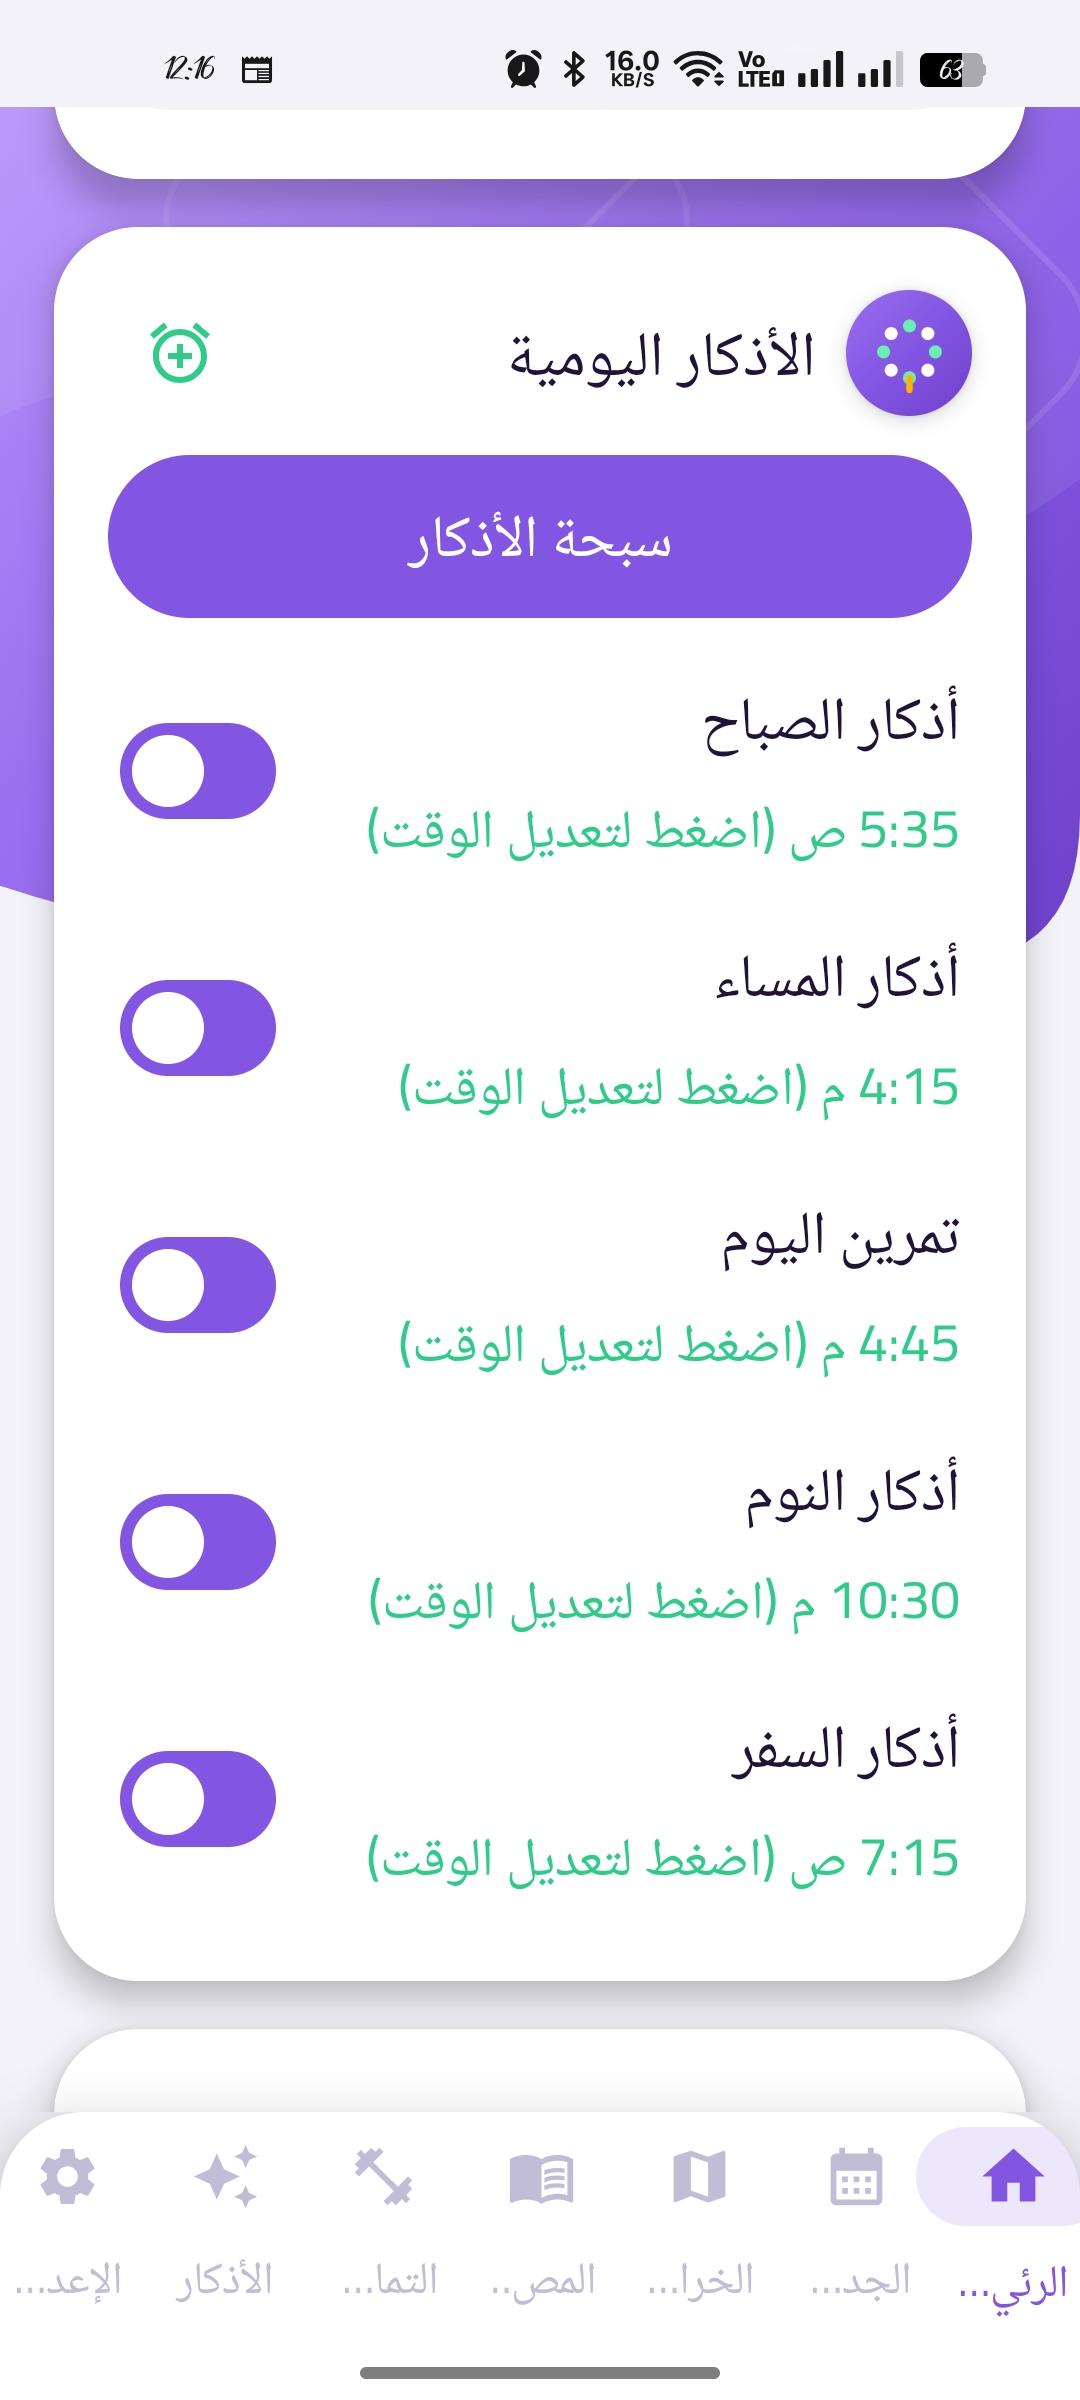 12:16
16.0
KB/S
Vo
LTE
63
الأذكار اليومية
سبحة الأذكار
أذكار الصباح
5:35 ص (اضغط لتعديل الوقت)
أذكار المساء
4:15 م (اضغط لتعديل الوقت)
تمرين اليوم
4:45 م (اضغط لتعديل الوقت)
أذكار النوم
10:30 م (اضغط لتعديل الوقت)
أذكار السفر
7:15 ص (اضغط لتعديل الوقت)
الرئي...
الجد...
الخرا...
المص..
التما...
الأذكار
الإعد...